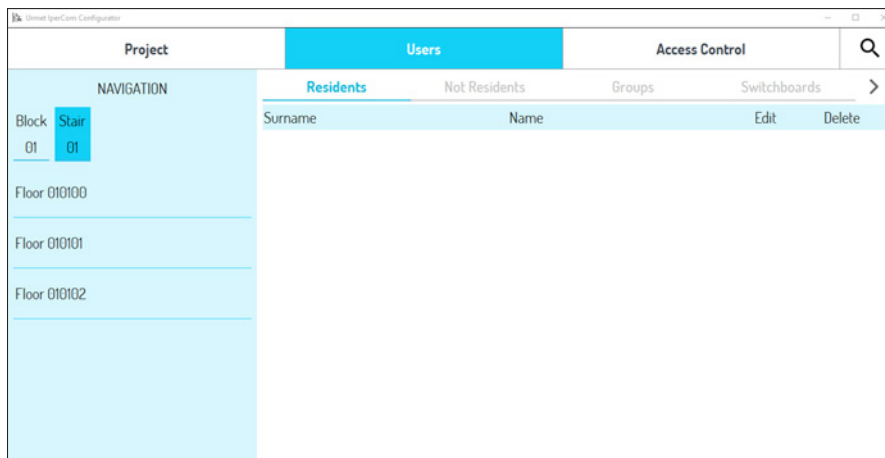 Urmet IperCom Configurator
Project Users Access Control
NAVIGATION
Block Stair
01 01
Floor 010100
Floor 010101
Floor 010102
Residents Not Residents Groups Switchboards
Surname Name Edit Delete